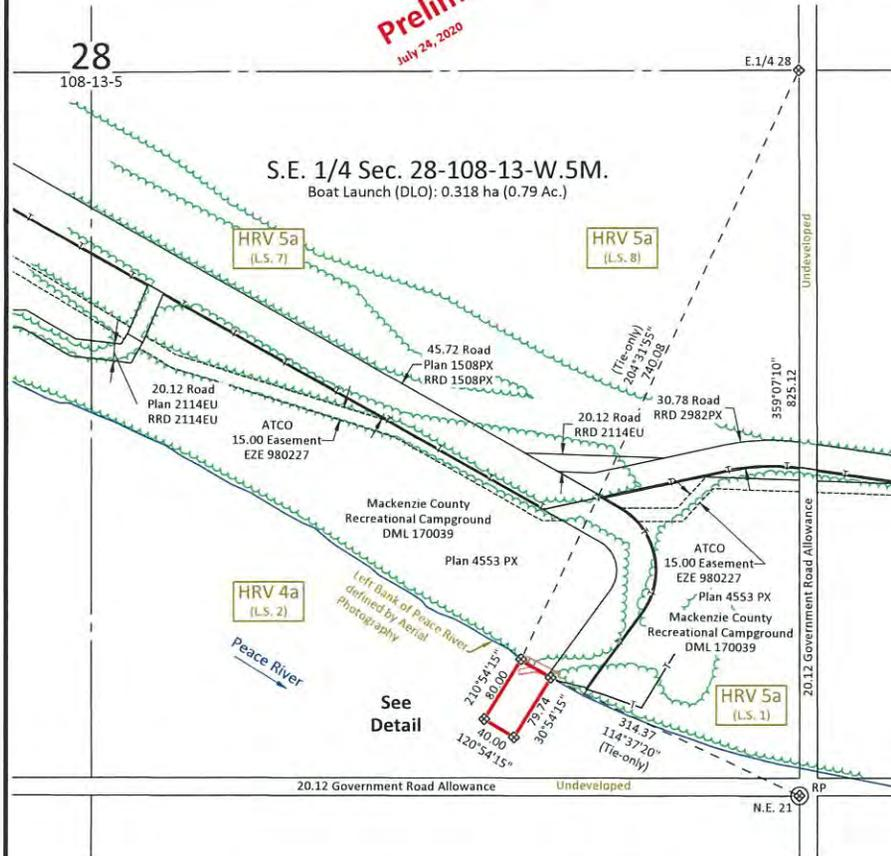 Prelim
July 24, 2020
28
108-13-5
E.1/4 28
S.E. 1/4 Sec. 28-108-13-W.5M.
Boat Launch (DLO): 0.318 ha (0.79 Ac.)
HRV 5a
(L.S. 7)
HRV 5a
(L.S. 8)
Undeveloped
(Tie-only)
204°31'55"
740.08
359°07'10"
825.12
45.72 Road
Plan 1508PX
RRD 1508PX
20.12 Road
Plan 2114EU
RRD 2114EU
ATCO
15.00 Easement
EZE 980227
20.12 Road
RRD 2114EU
30.78 Road
RRD 2982PX
Mackenzie County
Recreational Campground
DML 170039
Plan 4553 PX
ATCO
15.00 Easement
EZE 980227
Plan 4553 PX
Mackenzie County
Recreational Campground
DML 170039
20.12 Government Road Allowance
HRV 4a
(L.S. 2)
Left Bank of Peace River
defined by Aerial
Photography
Peace River
See
Detail
210°54'15"
80.00
79.74
30°54'15"
40.00
120°54'15"
314.37
114°37'20"
(Tie-only)
HRV 5a
(L.S. 1)
20.12 Government Road Allowance Undeveloped
RP
N.E. 21
T
T
T
T
T
T
T
T
T
T
T
T
T